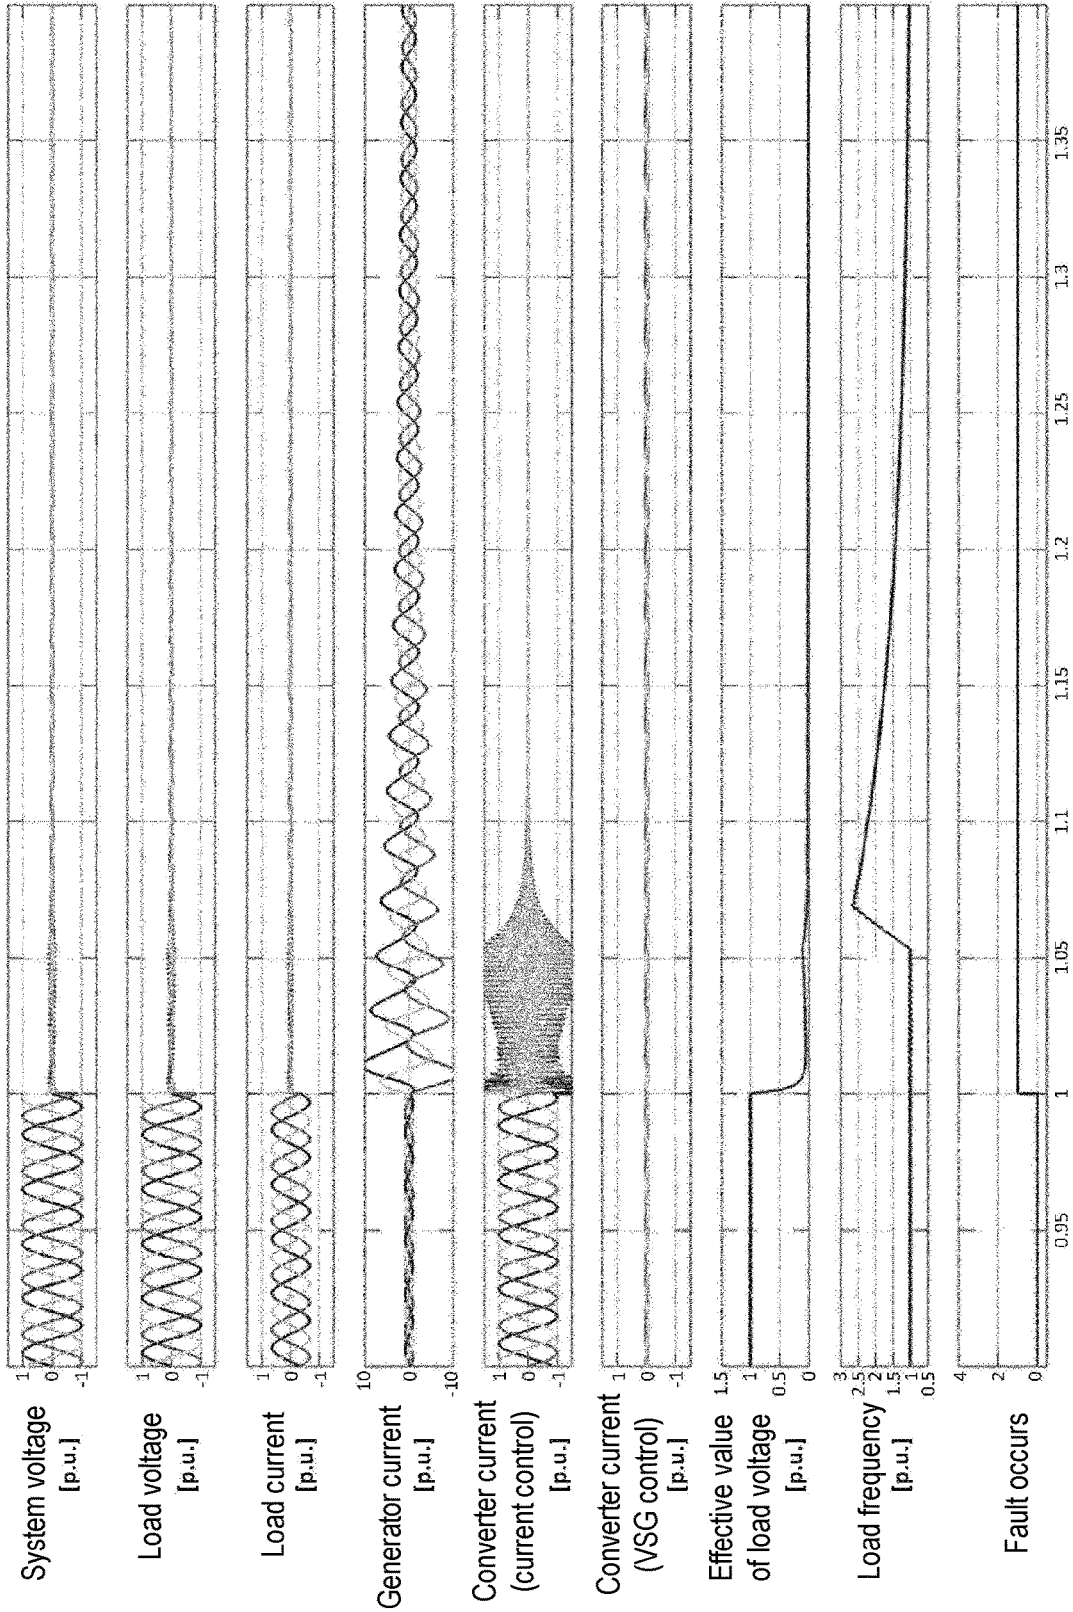 System voltage
[p.u.]
1
0
-1
Load voltage
[p.u.]
1
0
-1
Load current
[p.u.]
1
0
-1
Generator current
[p.u.]
10
0
-10
Converter current
(current control)
[p.u.]
1
0
-1
Converter current
(VSG control)
[p.u.]
1
0
-1
Effective value
of load voltage
[p.u.]
1.5
1
0.5
0
Load frequency
[p.u.]
3
2.5
2
1.5
1
0.5
Fault occurs
4
2
0
0.95
1
1.05
1.1
1.15
1.2
1.25
1.3
1.35